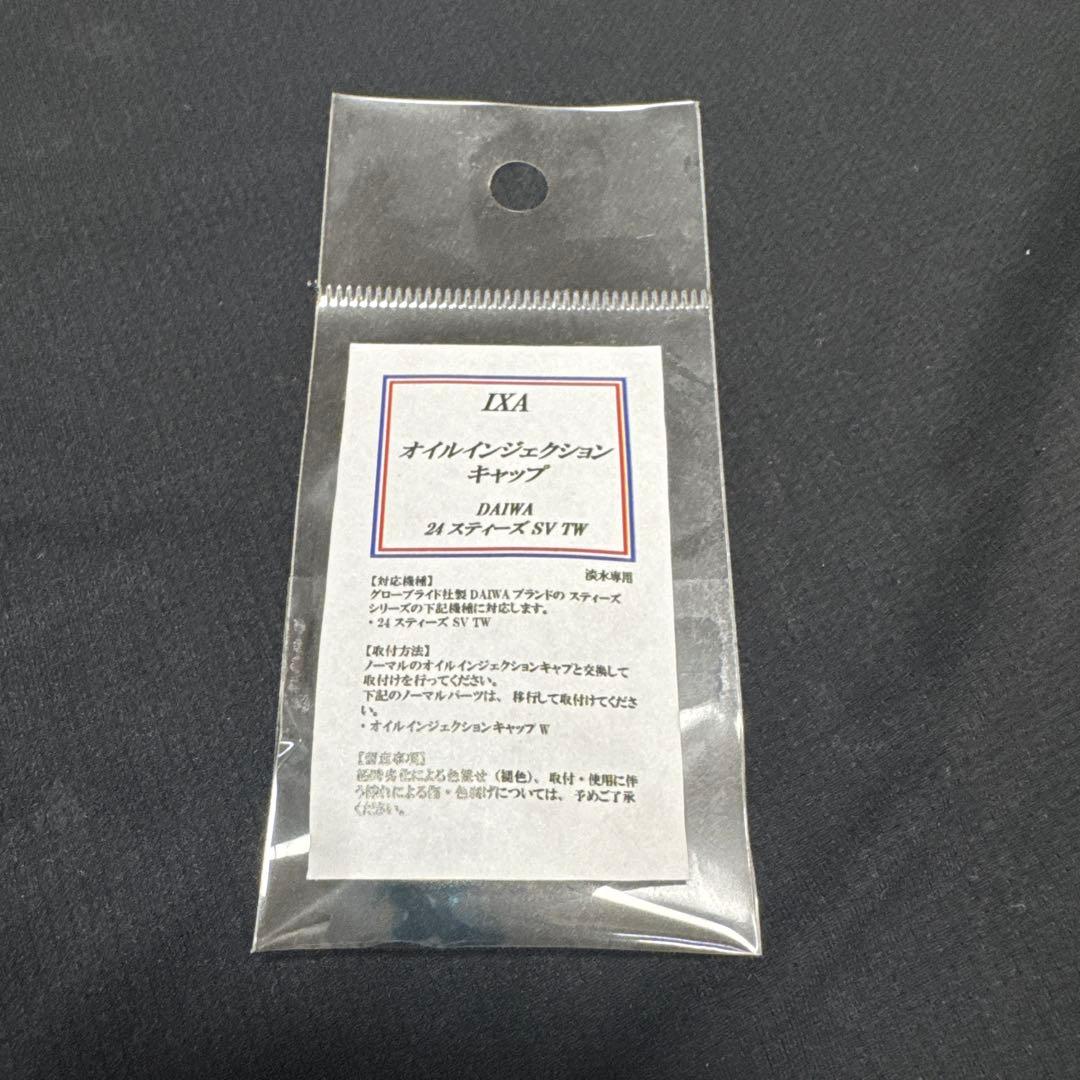 IXA
オイルインジェクション
キャップ
DAIWA
24 スティーズ SV TW
淡水専用
【対応機種】
グローブライド社製 DAIWA ブランドの スティーズ
シリーズの下記機種に対応します。
・24 スティーズ SV TW
【取付方法】
ノーマルのオイルインジェクションキャプと交換して
取付けを行ってください。
下記のノーマルパーツは、 移行して取付けてくださ
い。
・オイルインジェクションキャップ W
による色褪せ（褪色）、取付・使用に伴
う擦れによる傷・色剥げについては、 予めご了承
ください。